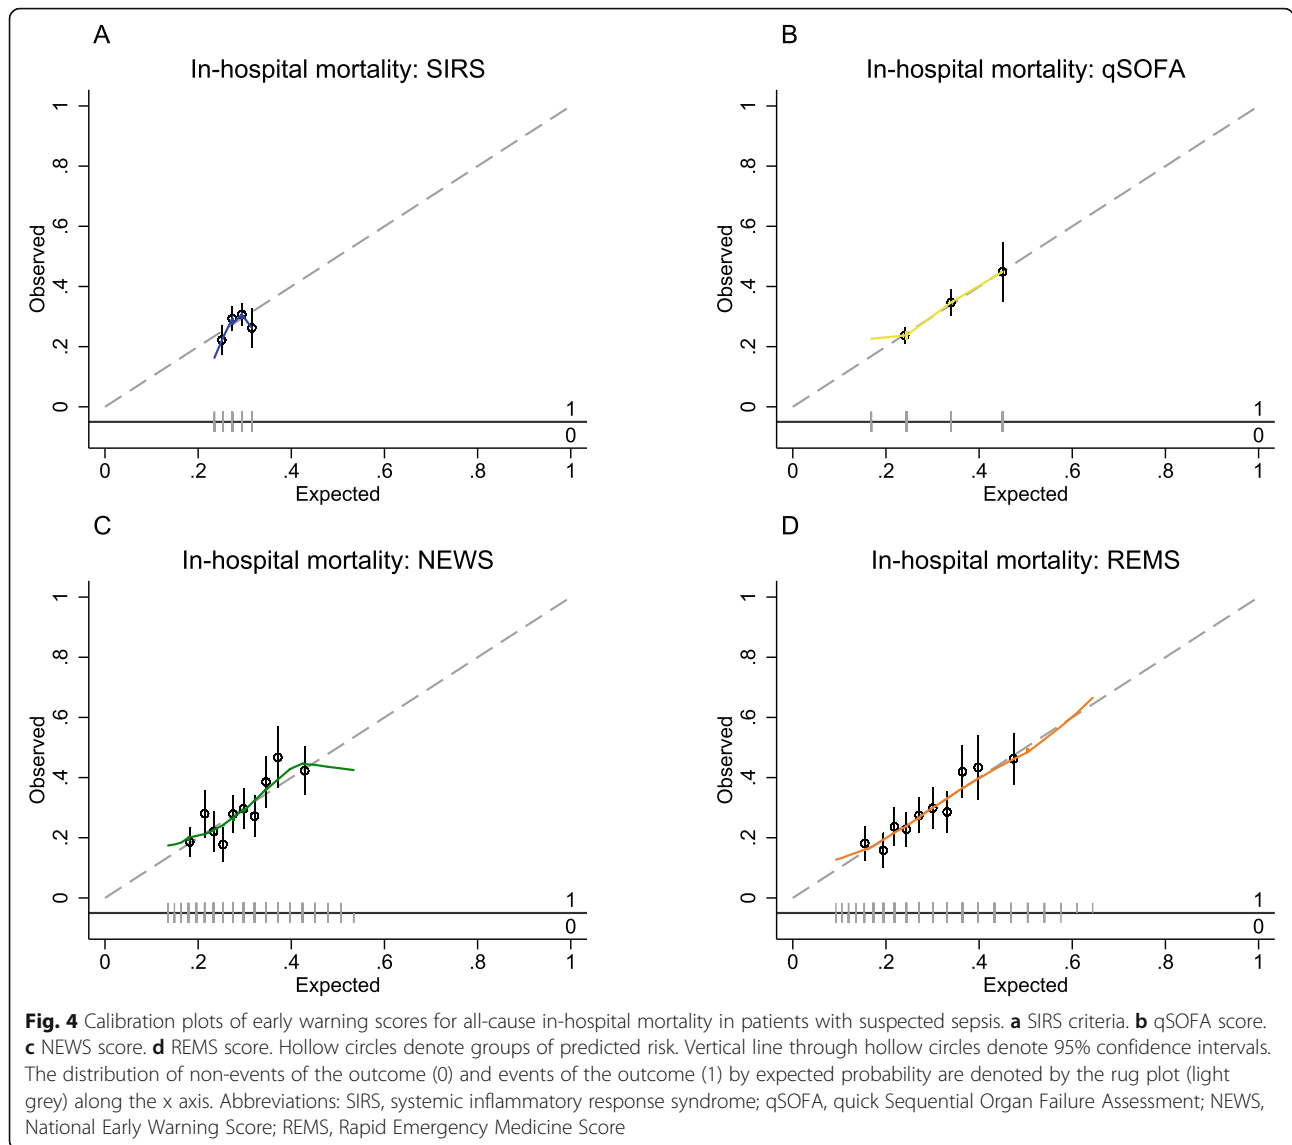 A
In-hospital mortality: SIRS
Observed
1
.8
.6
.4
.2
0
1
0
0 .2 .4 .6 .8 1
Expected
B
In-hospital mortality: qSOFA
Observed
1
.8
.6
.4
.2
0
1
0
0 .2 .4 .6 .8 1
Expected
C
In-hospital mortality: NEWS
Observed
1
.8
.6
.4
.2
0
1
0
0 .2 .4 .6 .8 1
Expected
D
In-hospital mortality: REMS
Observed
1
.8
.6
.4
.2
0
1
0
0 .2 .4 .6 .8 1
Expected
Fig. 4 Calibration plots of early warning scores for all-cause in-hospital mortality in patients with suspected sepsis. a SIRS criteria. b qSOFA score.
c NEWS score. d REMS score. Hollow circles denote groups of predicted risk. Vertical line through hollow circles denote 95% confidence intervals.
The distribution of non-events of the outcome (0) and events of the outcome (1) by expected probability are denoted by the rug plot (light
grey) along the x axis. Abbreviations: SIRS, systemic inflammatory response syndrome; qSOFA, quick Sequential Organ Failure Assessment; NEWS,
National Early Warning Score; REMS, Rapid Emergency Medicine Score